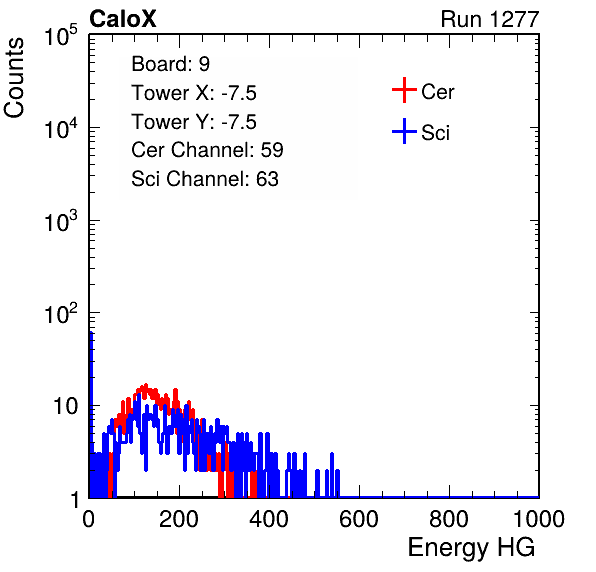 CaloX Run 1277
Counts
10^5
10^4
10^3
10^2
10
1
Board: 9
Tower X: -7.5
Tower Y: -7.5
Cer Channel: 59
Sci Channel: 63
Cer
Sci
0 200 400 600 800 1000
Energy HG